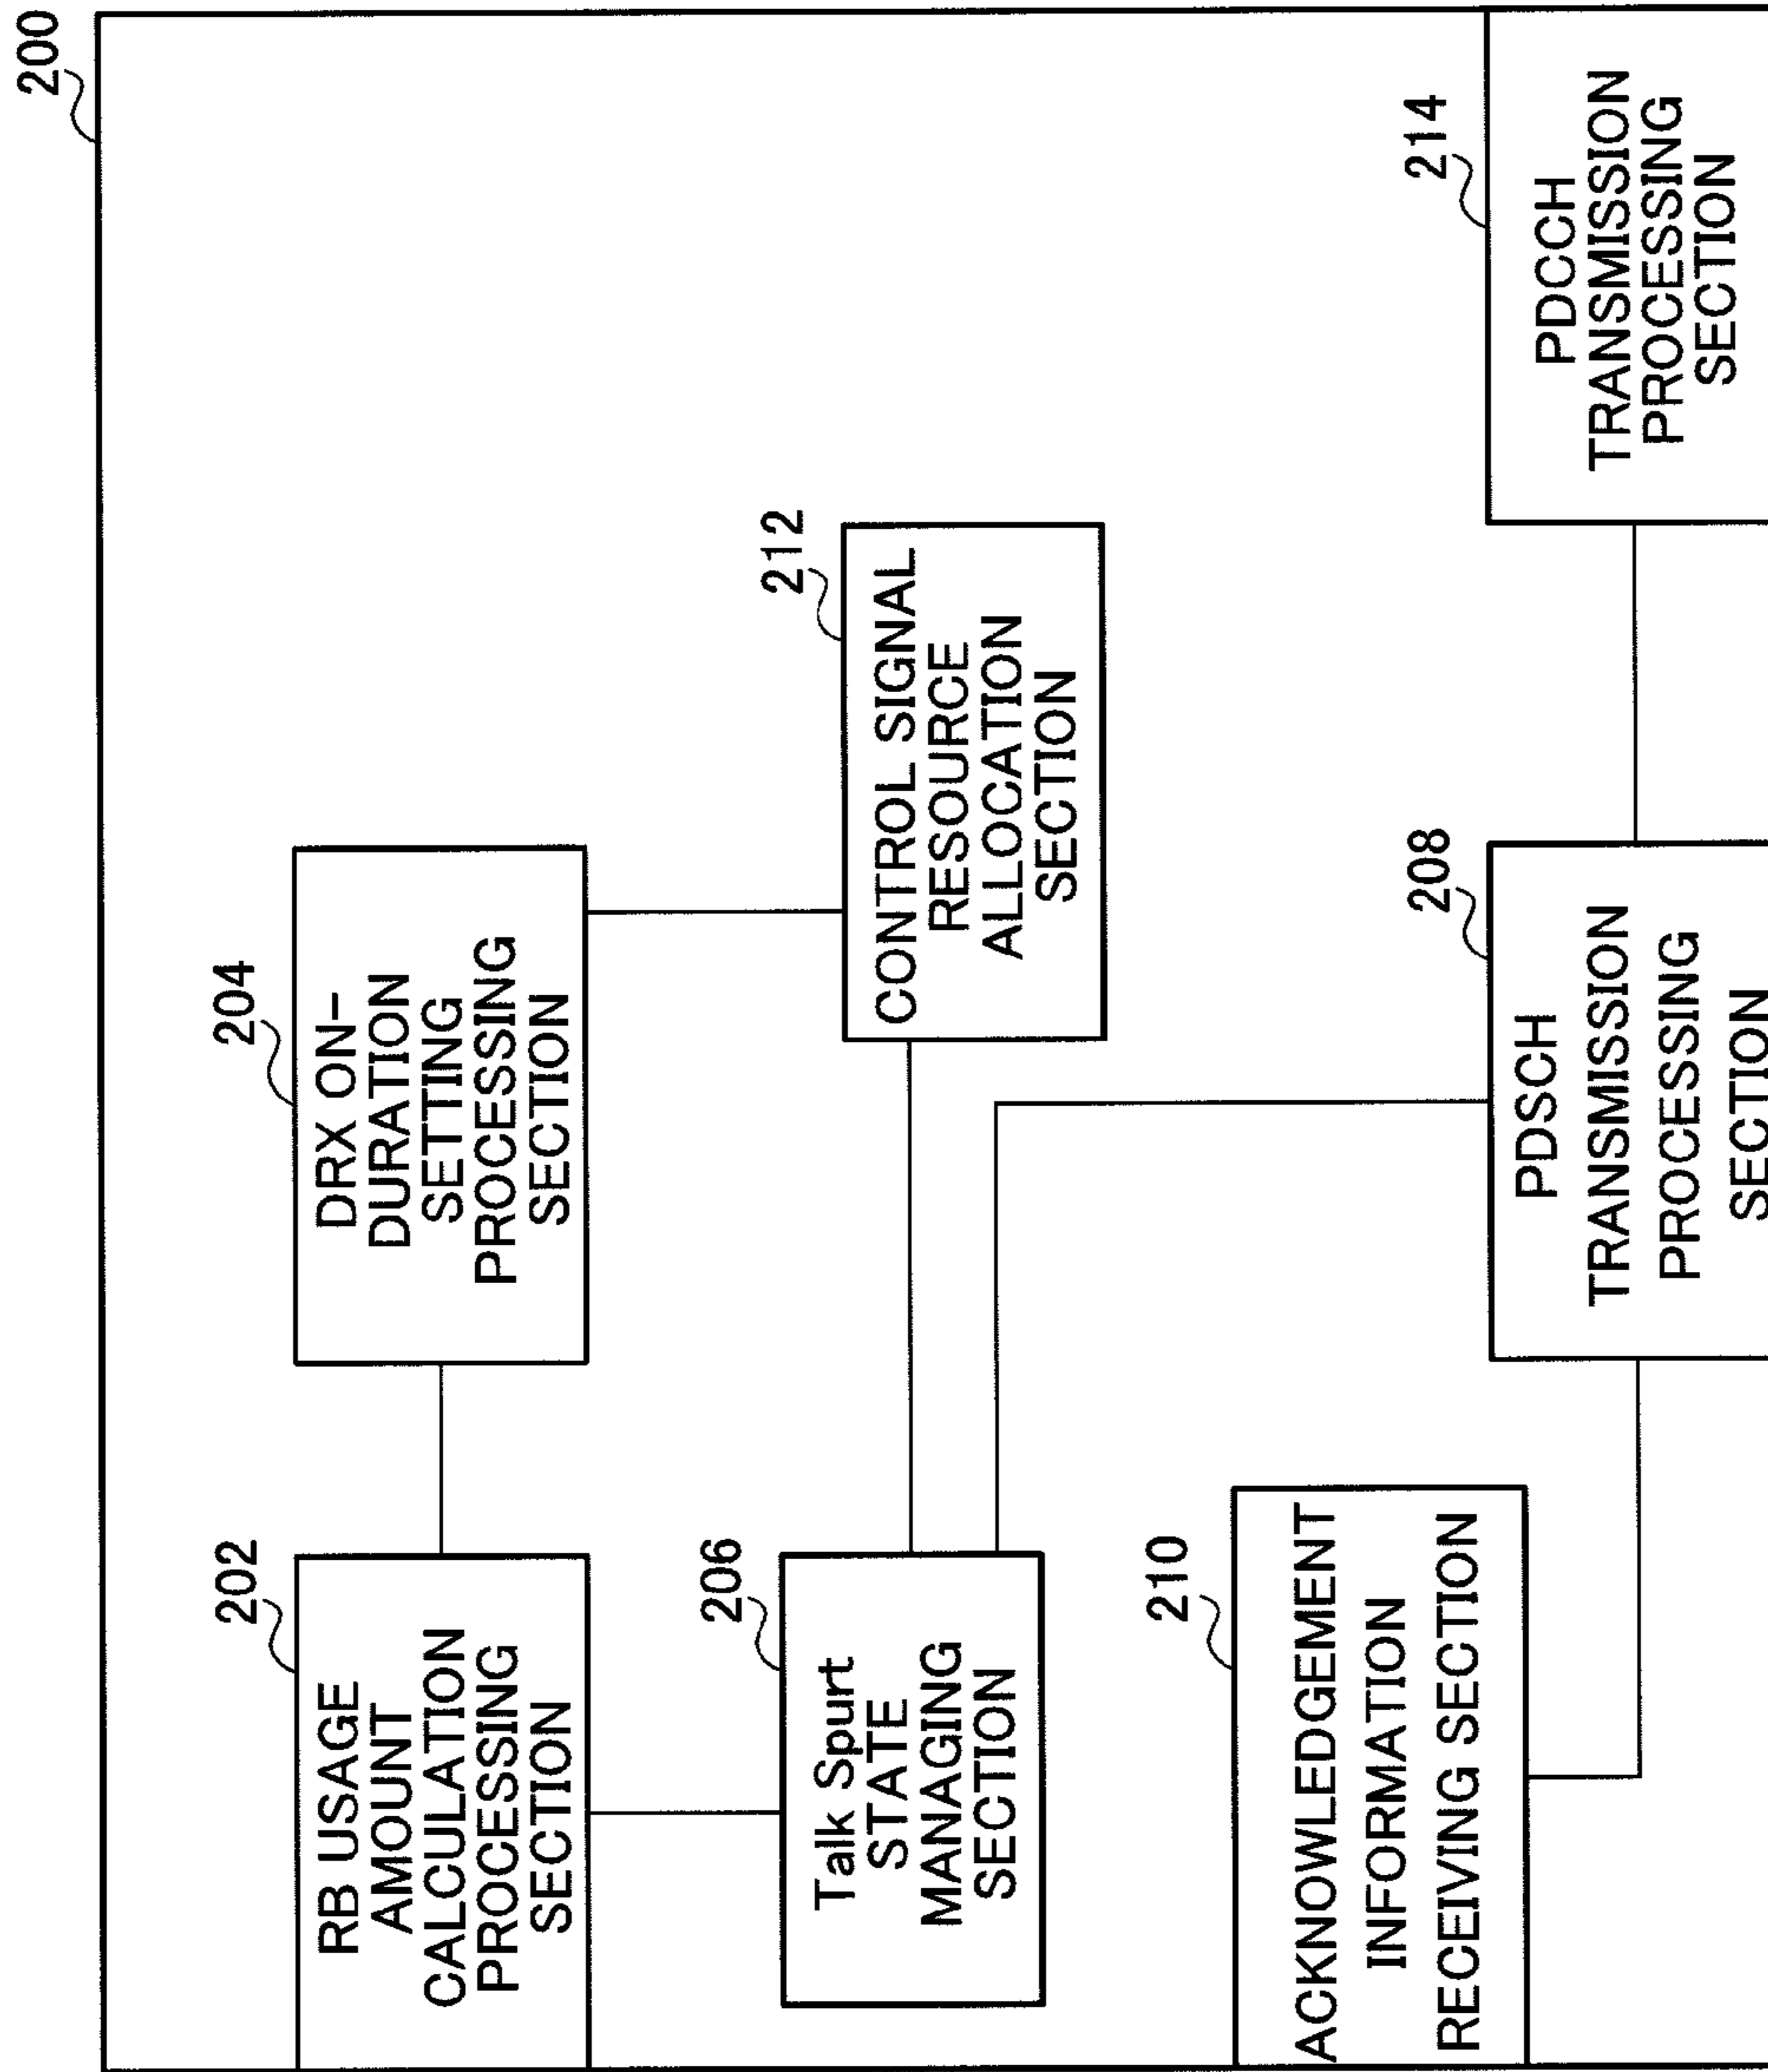 200
202
RB USAGE
AMOUNT
CALCULATION
PROCESSING
SECTION
204
DRX ON-
DURATION
SETTING
PROCESSING
SECTION
206
Talk Spurt
STATE
MANAGING
SECTION
212
CONTROL SIGNAL
RESOURCE
ALLOCATION
SECTION
210
ACKNOWLEDGEMENT
INFORMATION
RECEIVING SECTION
208
PDSCH
TRANSMISSION
PROCESSING
SECTION
214
PDCCH
TRANSMISSION
PROCESSING
SECTION